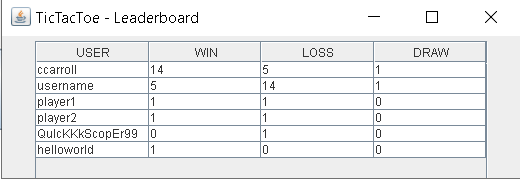 TicTacToe - Leaderboard
USER WIN LOSS DRAW
ccarroll 14 5 1
username 5 14 1
player1 1 1 0
player2 1 1 0
QuIcKKkScopEr99 0 1 0
helloworld 1 0 0